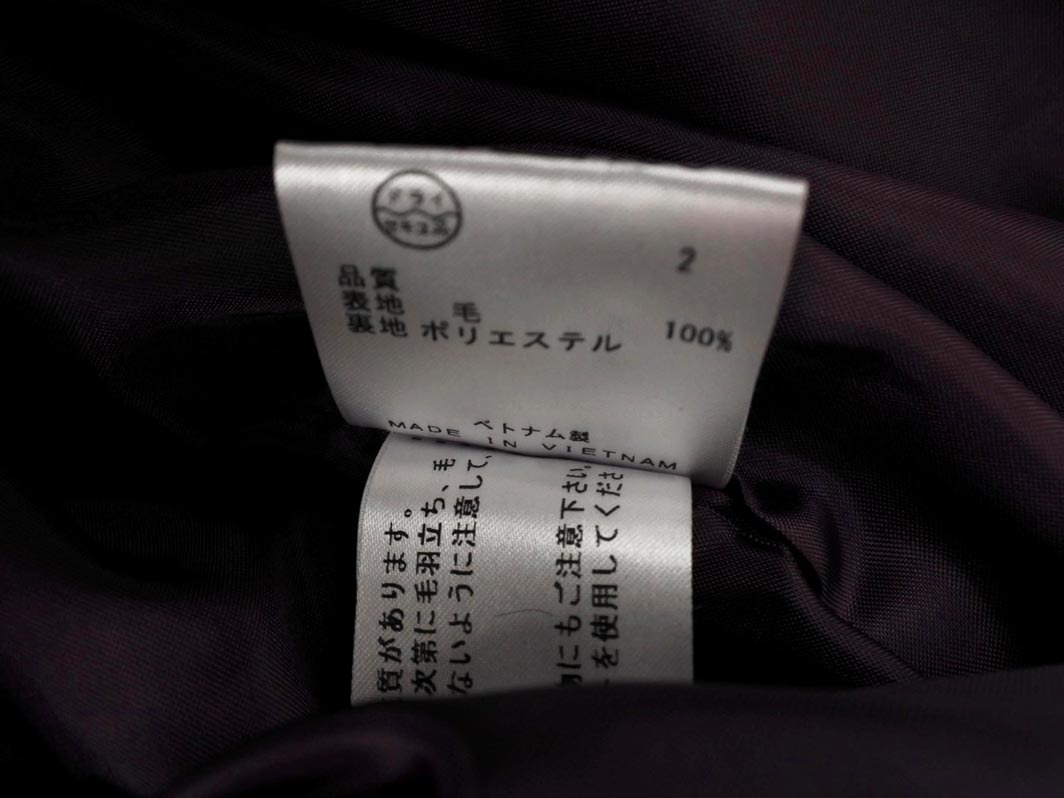 ドライ
セキユ系
2
品質
表地 毛
裏地 ポリエステル 100%
ベトナム製
MADE IN VIETNAM
質があります。
次第に毛羽立ち、毛
ないように注意して、
にもご注意下さい。
を使用してくださ